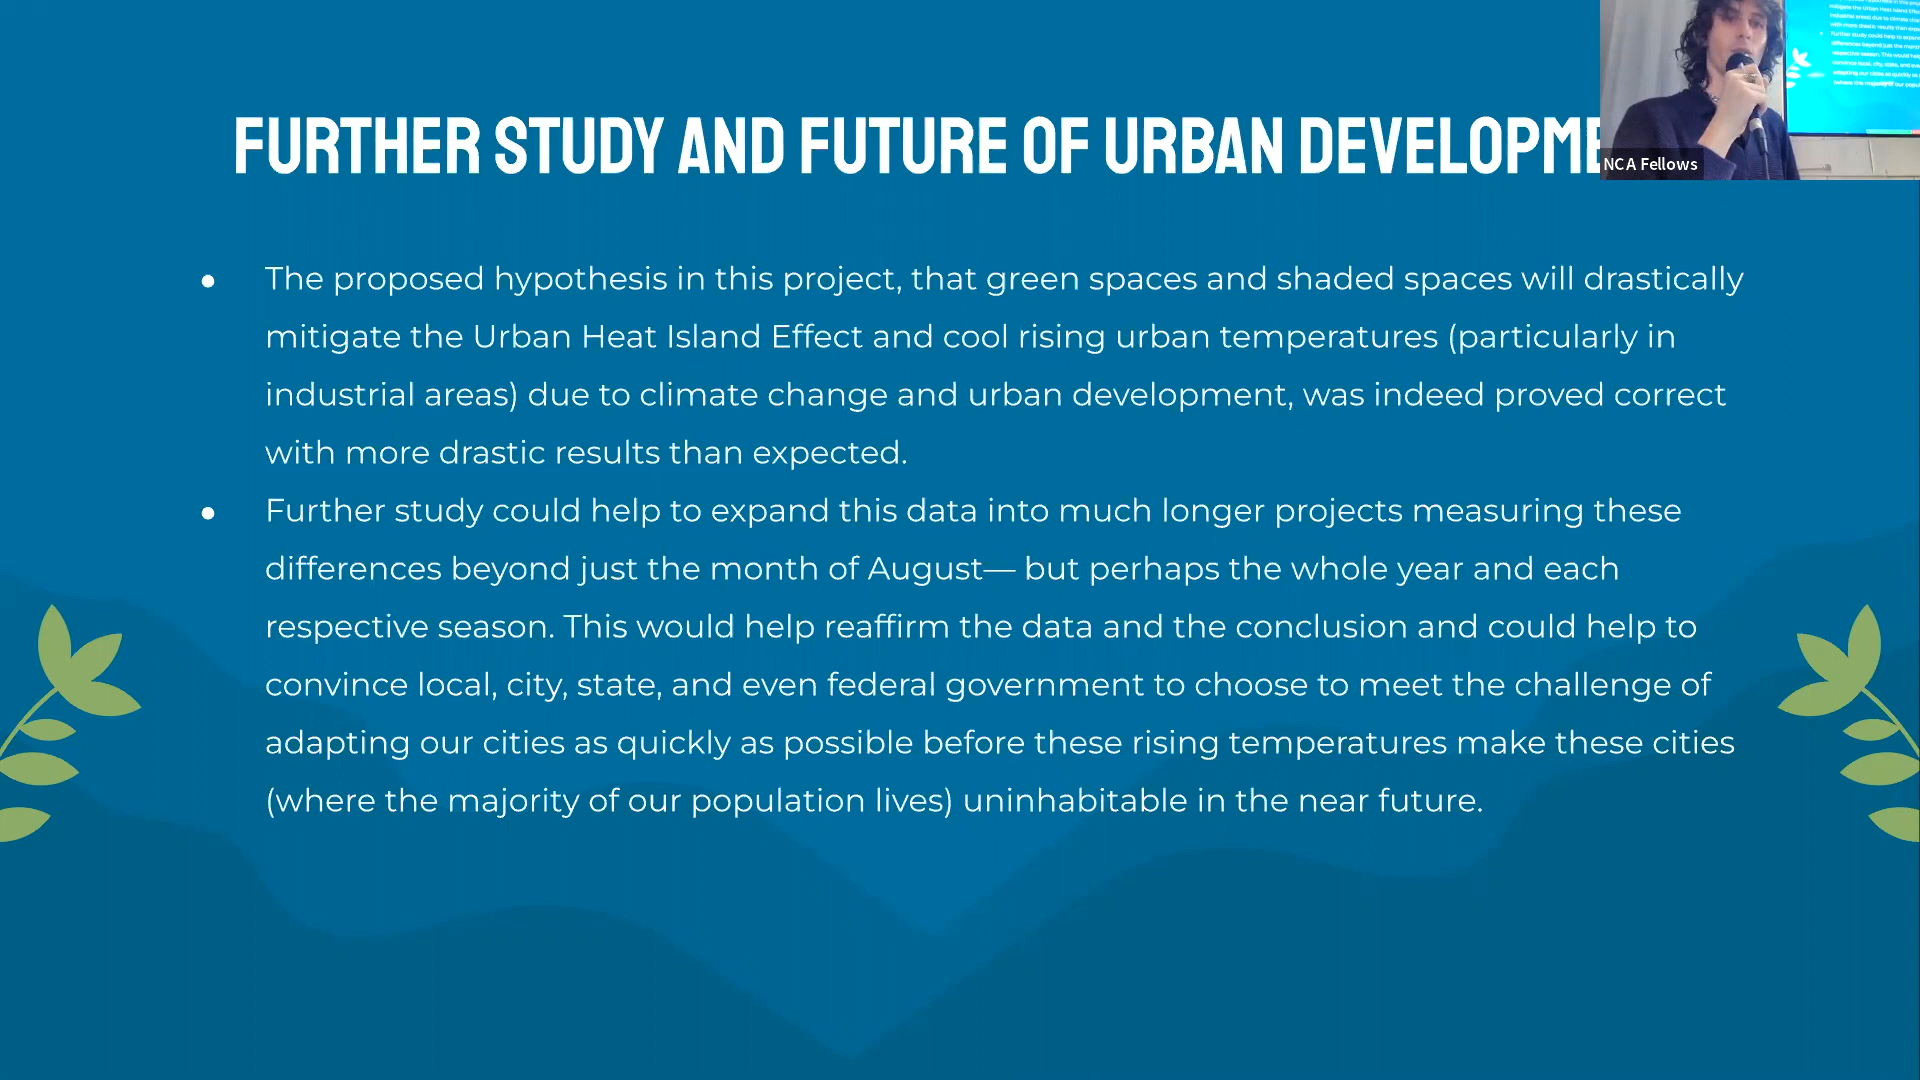 FURTHER STUDY AND FUTURE OF URBAN DEVELOPME
NCA Fellows
● The proposed hypothesis in this project, that green spaces and shaded spaces will drastically
mitigate the Urban Heat Island Effect and cool rising urban temperatures (particularly in
industrial areas) due to climate change and urban development, was indeed proved correct
with more drastic results than expected.
● Further study could help to expand this data into much longer projects measuring these
differences beyond just the month of August— but perhaps the whole year and each
respective season. This would help reaffirm the data and the conclusion and could help to
convince local, city, state, and even federal government to choose to meet the challenge of
adapting our cities as quickly as possible before these rising temperatures make these cities
(where the majority of our population lives) uninhabitable in the near future.